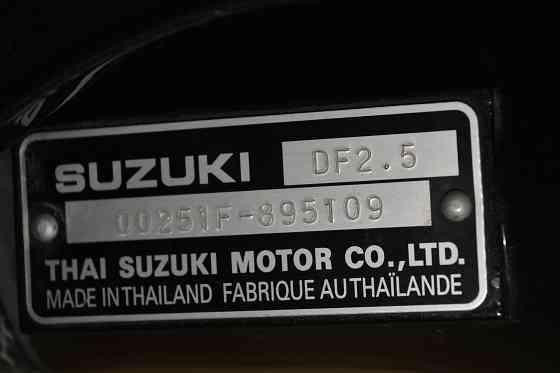 SUZUKI DF2.5
00251F-895109
THAI SUZUKI MOTOR CO.,LTD.
MADE IN THAILAND FABRIQUE AU THAÏLANDE